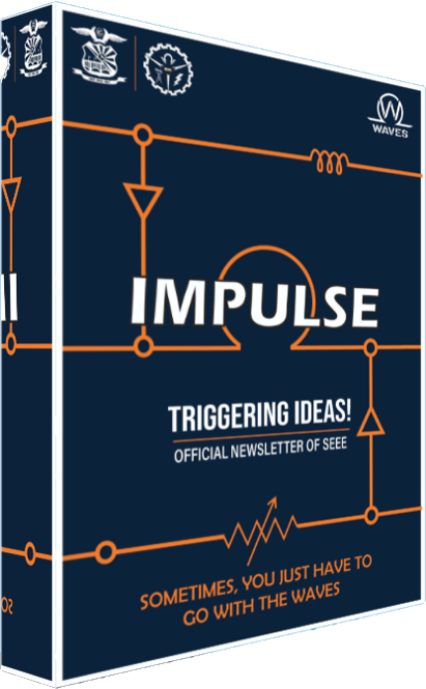 WAVES
IMPULSE
TRIGGERING IDEAS!
OFFICIAL NEWSLETTER OF SEEE
SOMETIMES, YOU JUST HAVE TO
GO WITH THE WAVES